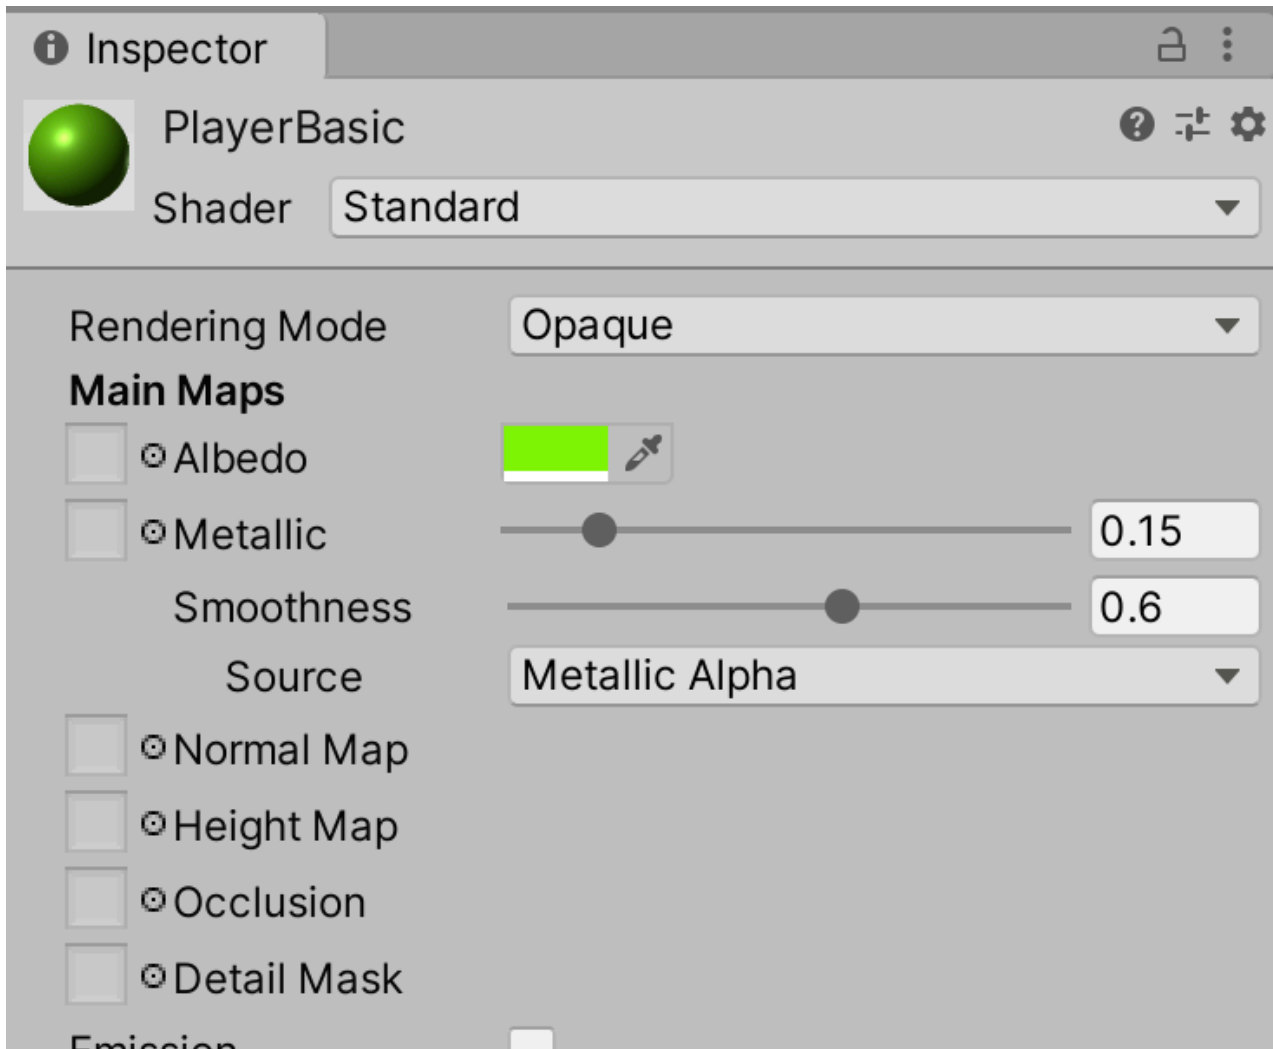 Inspector
PlayerBasic
Shader Standard
Rendering Mode Opaque
Main Maps
Albedo
Metallic 0.15
Smoothness 0.6
Source Metallic Alpha
Normal Map
Height Map
Occlusion
Detail Mask
Emission